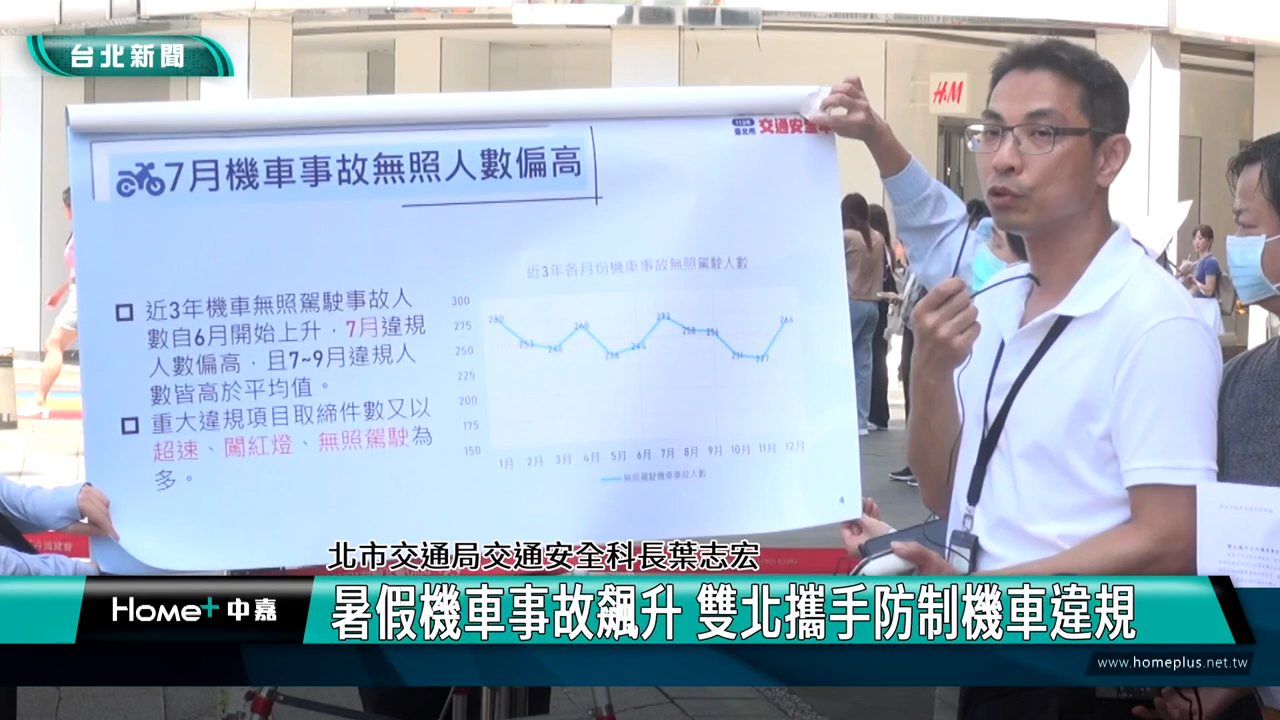 台北新聞
H&M
112年
臺北市
交通安全年
7月機車事故無照人數偏高
近3年各月份機車事故無照駕駛人數
近3年機車無照駕駛事故人
數自6月開始上升，7月違規
人數偏高，且7~9月違規人
數皆高於平均值。
重大違規項目取締件數又以
超速、闖紅燈、無照駕駛為
多。
300
275
250
225
200
175
150
280
293
258
266
1月 2月 3月 4月 5月 6月 7月 8月 9月 10月 11月 12月
無照駕駛機車事故人數
4
北市交通局交通安全科長葉志宏
Home+ 中嘉
暑假機車事故飆升 雙北攜手防制機車違規
www.homeplus.net.tw